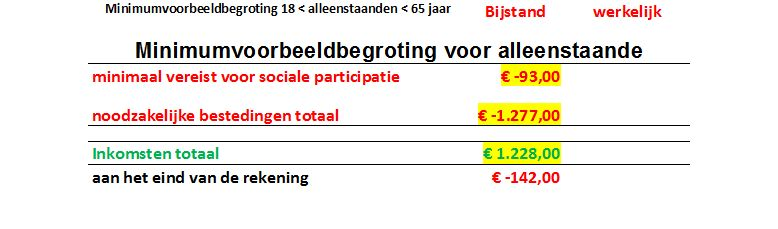 Minimumvoorbeeldbegroting 18 < alleenstaanden < 65 jaar Bijstand werkelijk
Minimumvoorbeeldbegroting voor alleenstaande
minimaal vereist voor sociale participatie € -93,00
noodzakelijke bestedingen totaal € -1.277,00
Inkomsten totaal € 1.228,00
aan het eind van de rekening € -142,00